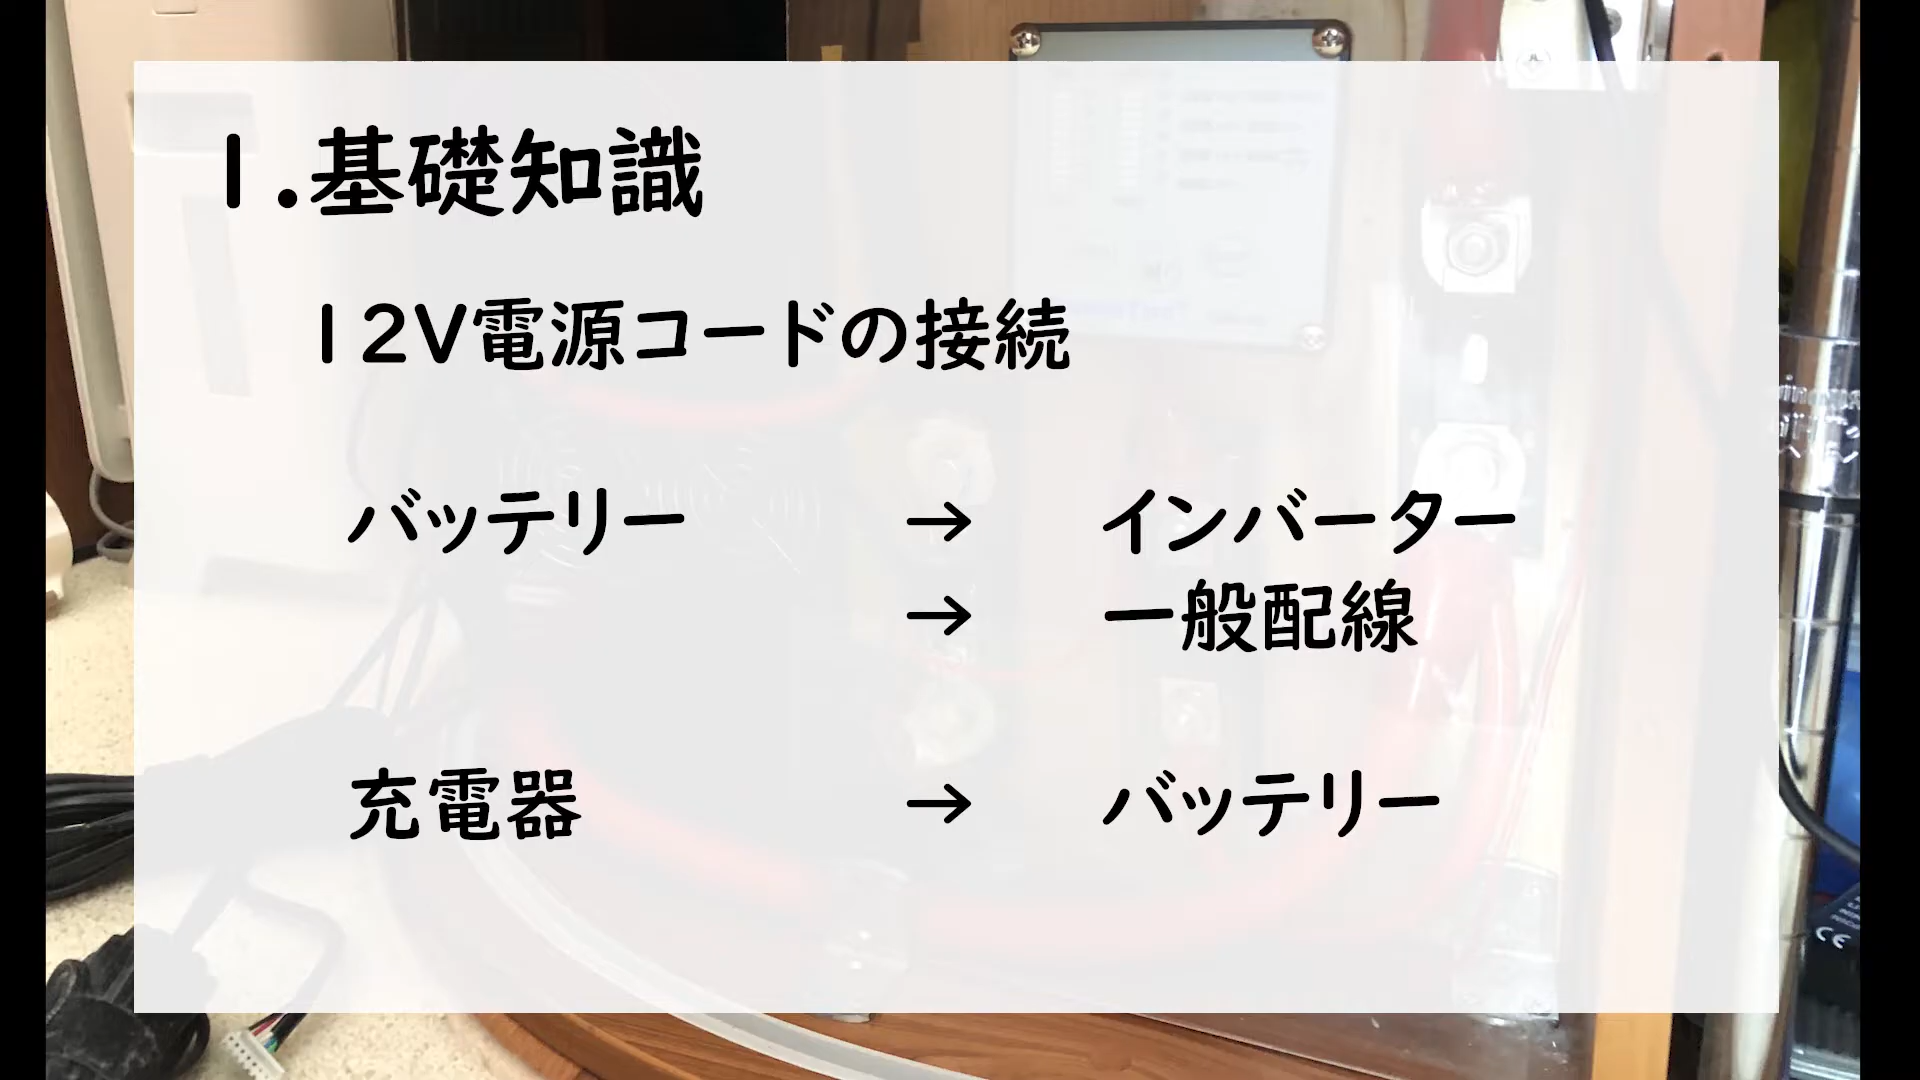 1.基礎知識
12V電源コードの接続
バッテリー → インバーター
→ 一般配線
充電器 → バッテリー
CE